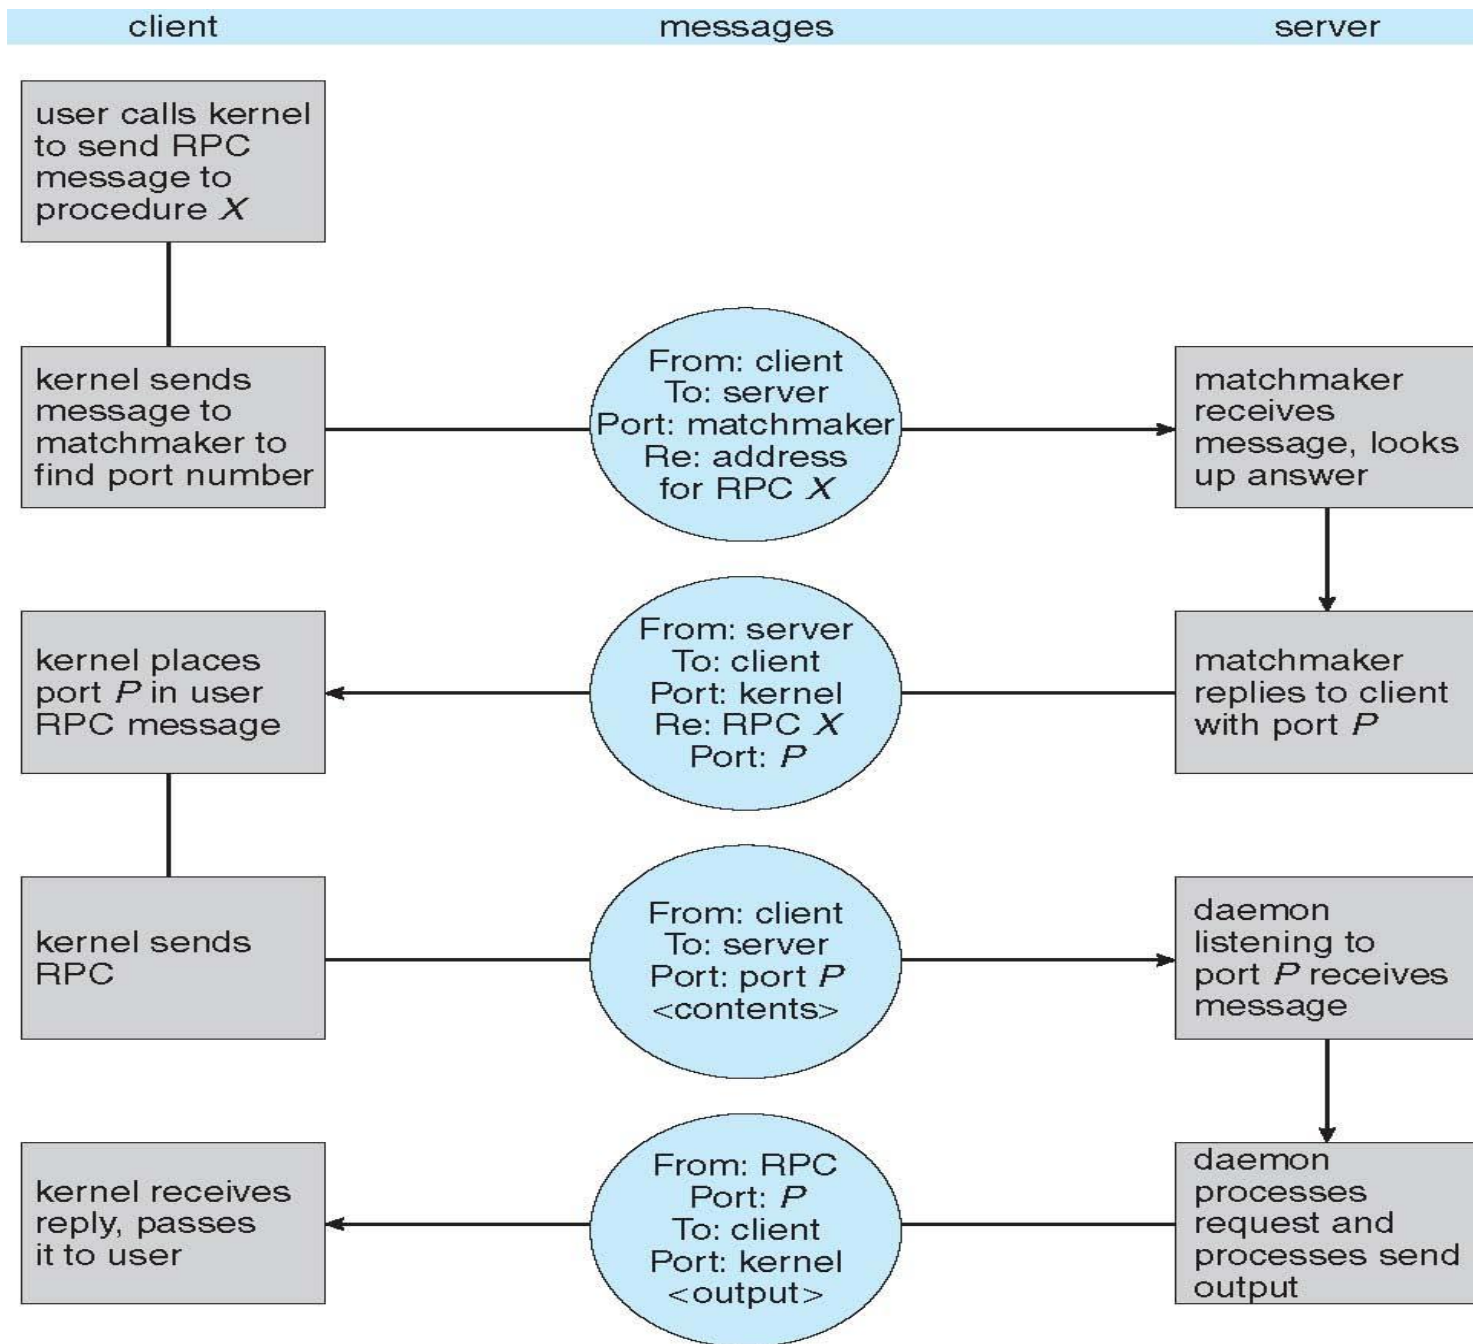 client
messages
server
user calls kernel
to send RPC
message to
procedure X
kernel sends
message to
matchmaker to
find port number
From: client
To: server
Port: matchmaker
Re: address
for RPC X
matchmaker
receives
message, looks
up answer
kernel places
port P in user
RPC message
From: server
To: client
Port: kernel
Re: RPC X
Port: P
matchmaker
replies to client
with port P
kernel sends
RPC
From: client
To: server
Port: port P
<contents>
daemon
listening to
port P receives
message
kernel receives
reply, passes
it to user
From: RPC
Port: P
To: client
Port: kernel
<output>
daemon
processes
request and
processes send
output